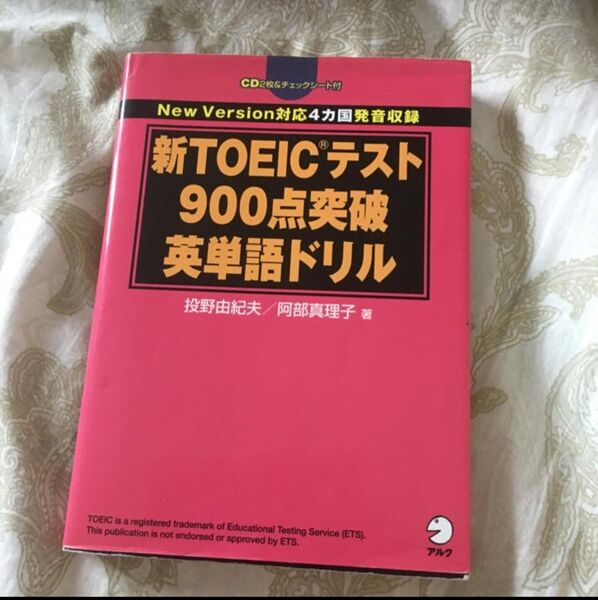 CD2枚&チェックシート付
New Version対応4カ国発音収録
新TOEIC®テスト
900点突破
英単語ドリル
投野由紀夫／阿部真理子 著
TOEIC is a registered trademark of Educational Testing Service (ETS).
This publication is not endorsed or approved by ETS.
アルク